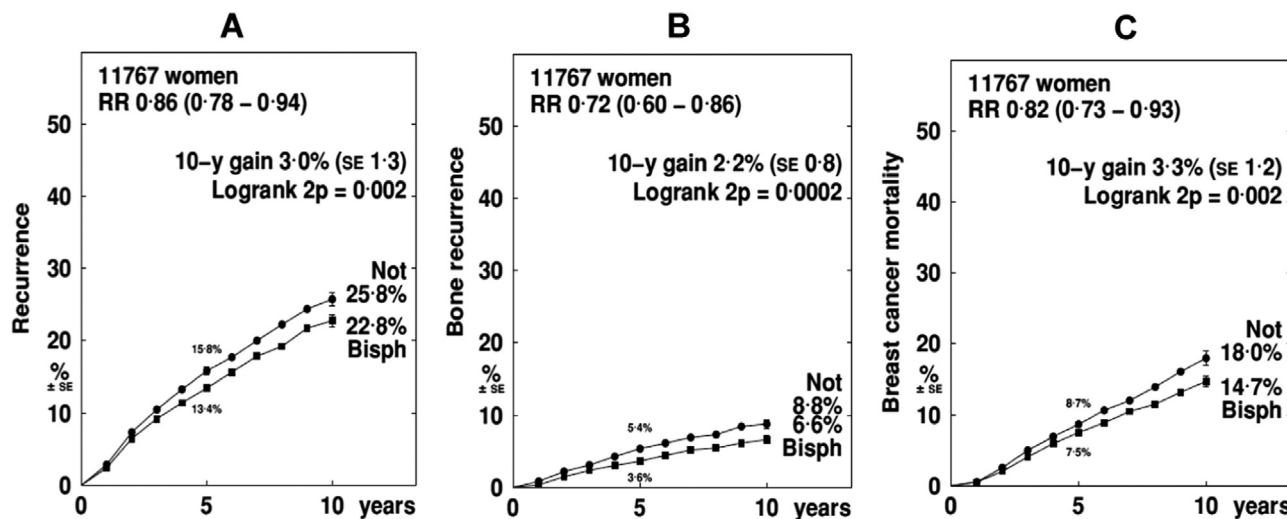 A
11767 women
RR 0·86 (0·78 – 0·94)
10–y gain 3·0% (SE 1·3)
Logrank 2p = 0·002
Recurrence
50
40
30
20
10
0
%
± SE
15·8%
13·4%
Not
25·8%
22·8%
Bisph
0
5
10
years
B
11767 women
RR 0·72 (0·60 – 0·86)
10–y gain 2·2% (SE 0·8)
Logrank 2p = 0·0002
Bone recurrence
50
40
30
20
10
0
%
± SE
5·4%
3·6%
Not
8·8%
6·6%
Bisph
0
5
10
years
C
11767 women
RR 0·82 (0·73 – 0·93)
10–y gain 3·3% (SE 1·2)
Logrank 2p = 0·002
Breast cancer mortality
50
40
30
20
10
0
%
± SE
8·7%
7·5%
Not
18·0%
14·7%
Bisph
0
5
10
years